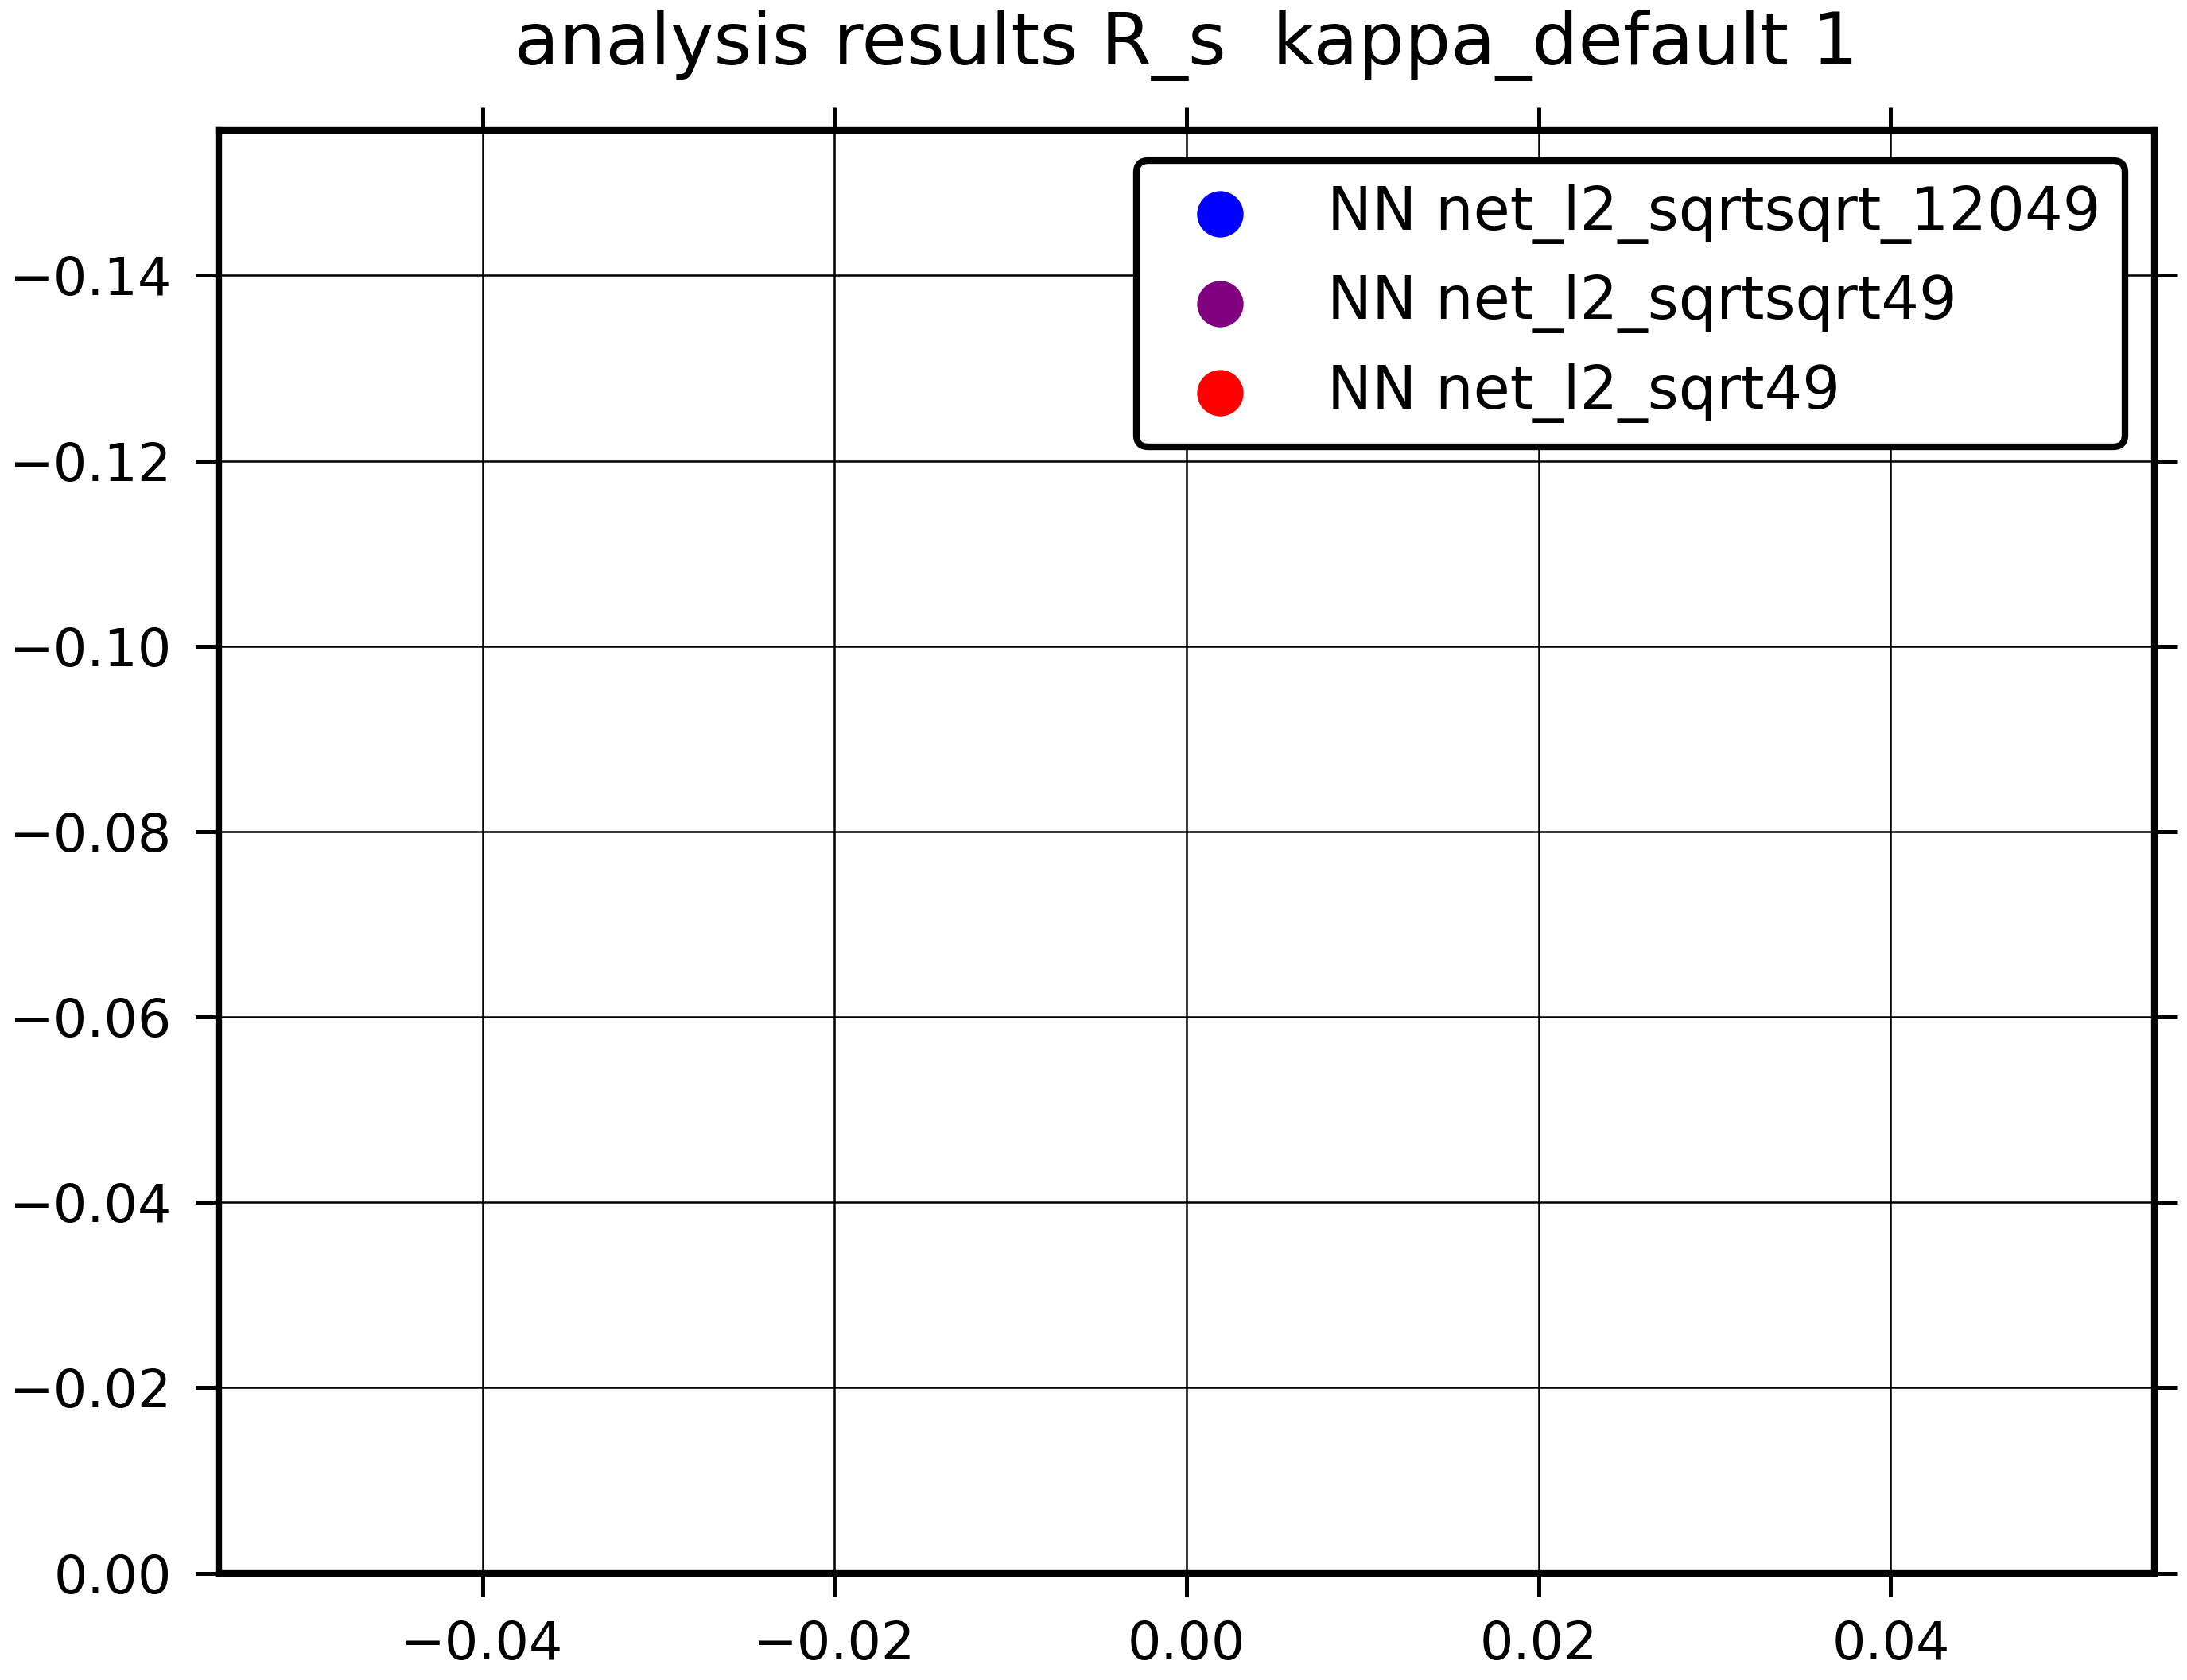 analysis results R_s  kappa_default 1
NN net_l2_sqrtsqrt_12049
NN net_l2_sqrtsqrt49
NN net_l2_sqrt49
−0.14
−0.12
−0.10
−0.08
−0.06
−0.04
−0.02
0.00
−0.04 −0.02 0.00 0.02 0.04